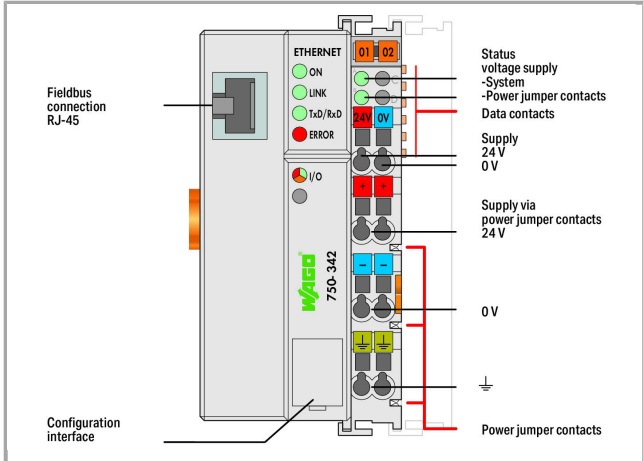 Fieldbus
connection
RJ-45
ETHERNET
ON
LINK
TxD/RxD
ERROR
I/O
WAGO
750-342
01 02
C
24V 0V
+ +
− −
Status
voltage supply
-System
-Power jumper contacts
Data contacts
Supply
24 V
0 V
Supply via
power jumper contacts
24 V
0 V
Power jumper contacts
Configuration
interface